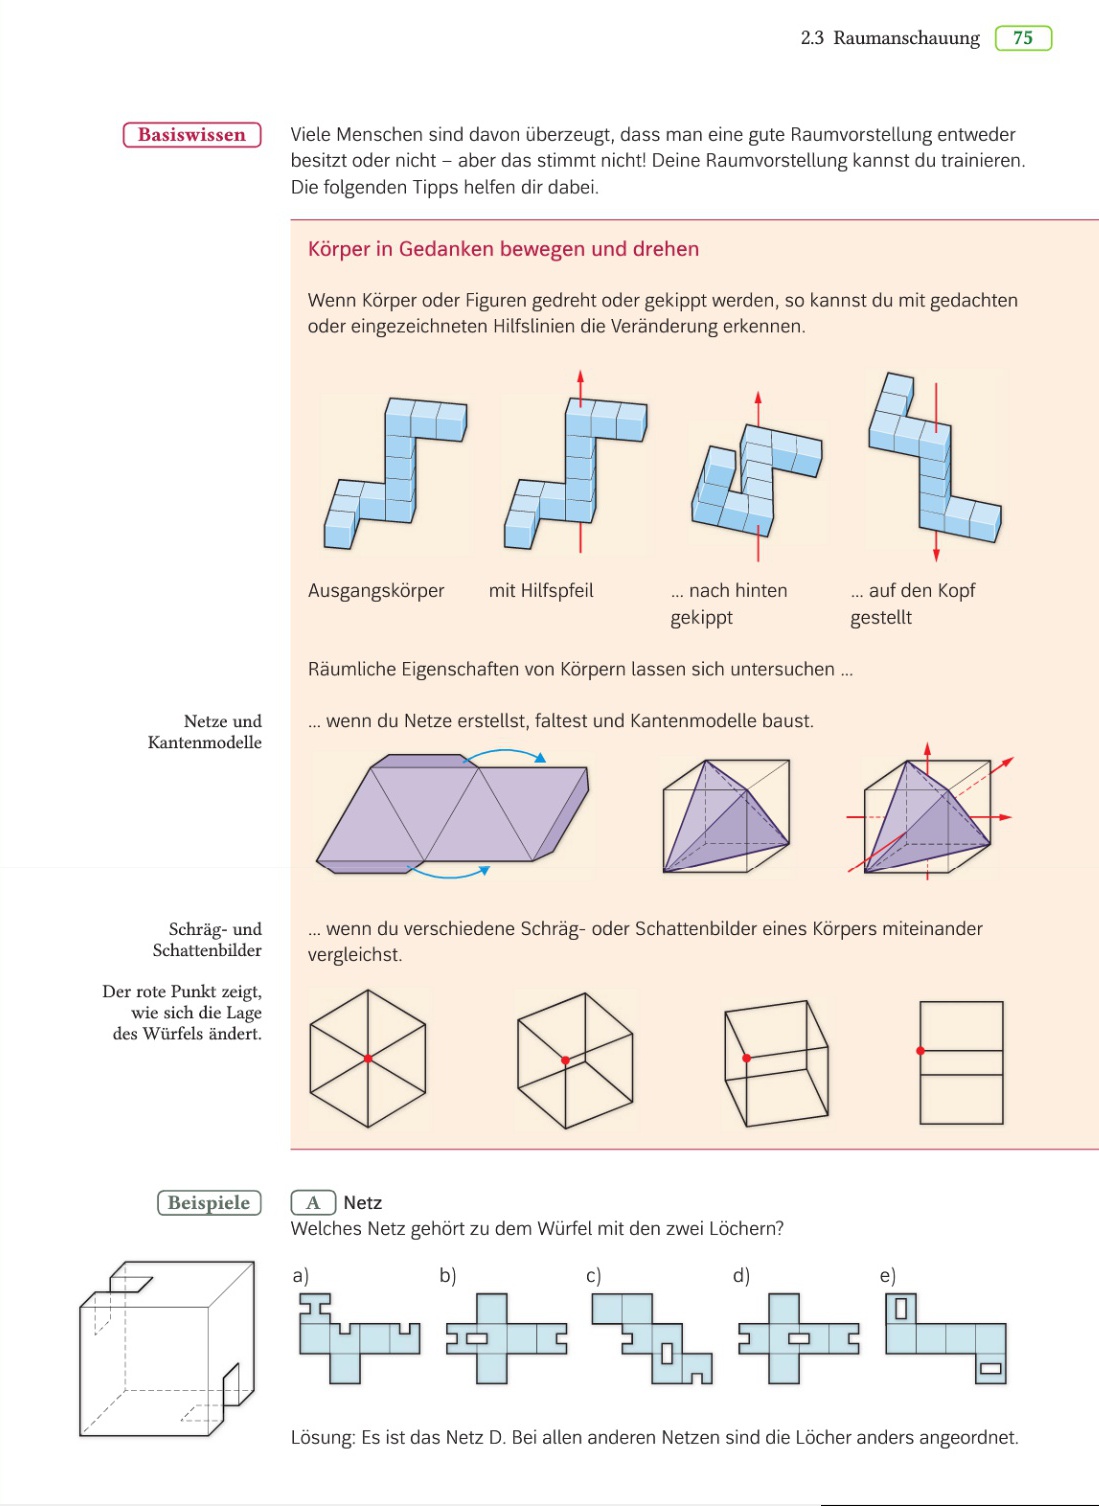 2.3 Raumanschauung 75
Basiswissen
Viele Menschen sind davon überzeugt, dass man eine gute Raumvorstellung entweder
besitzt oder nicht – aber das stimmt nicht! Deine Raumvorstellung kannst du trainieren.
Die folgenden Tipps helfen dir dabei.
Körper in Gedanken bewegen und drehen
Wenn Körper oder Figuren gedreht oder gekippt werden, so kannst du mit gedachten
oder eingezeichneten Hilfslinien die Veränderung erkennen.
Ausgangskörper
mit Hilfspfeil
... nach hinten
gekippt
... auf den Kopf
gestellt
Räumliche Eigenschaften von Körpern lassen sich untersuchen ...
Netze und
Kantenmodelle
... wenn du Netze erstellst, faltest und Kantenmodelle baust.
Schräg- und
Schattenbilder
... wenn du verschiedene Schräg- oder Schattenbilder eines Körpers miteinander
vergleichst.
Der rote Punkt zeigt,
wie sich die Lage
des Würfels ändert.
Beispiele
A Netz
Welches Netz gehört zu dem Würfel mit den zwei Löchern?
a) b) c) d) e)
Lösung: Es ist das Netz D. Bei allen anderen Netzen sind die Löcher anders angeordnet.